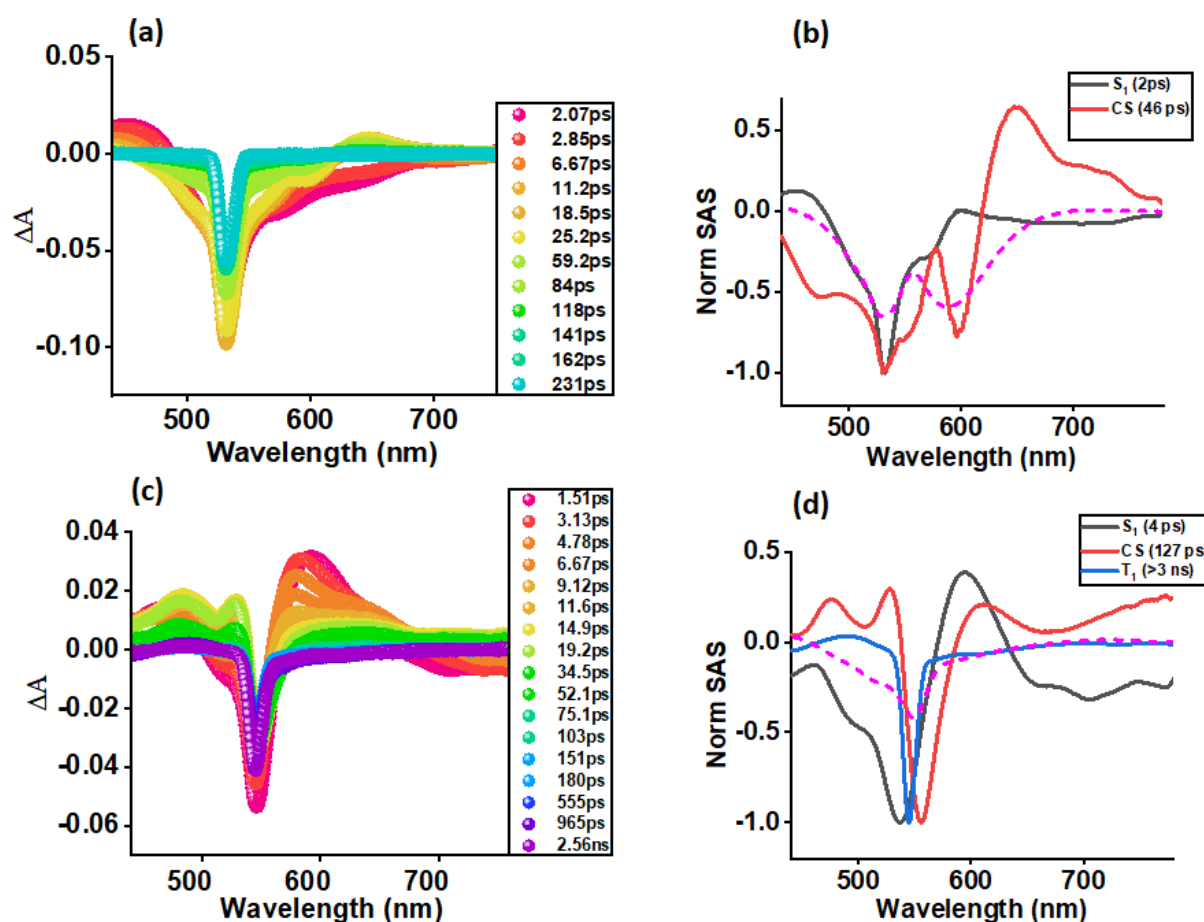 (a)
0.05
0.00
-0.05
-0.10
ΔA
500
600
700
Wavelength (nm)
2.07ps
2.85ps
6.67ps
11.2ps
18.5ps
25.2ps
59.2ps
84ps
118ps
141ps
162ps
231ps
(b)
S₁ (2ps)
CS (46 ps)
0.5
0.0
-0.5
-1.0
Norm SAS
500
600
700
Wavelength (nm)
(c)
0.04
0.02
0.00
-0.02
-0.04
-0.06
ΔA
500
600
700
Wavelength (nm)
1.51ps
3.13ps
4.78ps
6.67ps
9.12ps
11.6ps
14.9ps
19.2ps
34.5ps
52.1ps
75.1ps
103ps
151ps
180ps
555ps
965ps
2.56ns
(d)
S₁ (4 ps)
CS (127 ps)
T₁ (>3 ns)
0.5
0.0
-0.5
-1.0
Norm SAS
500
600
700
Wavelength (nm)